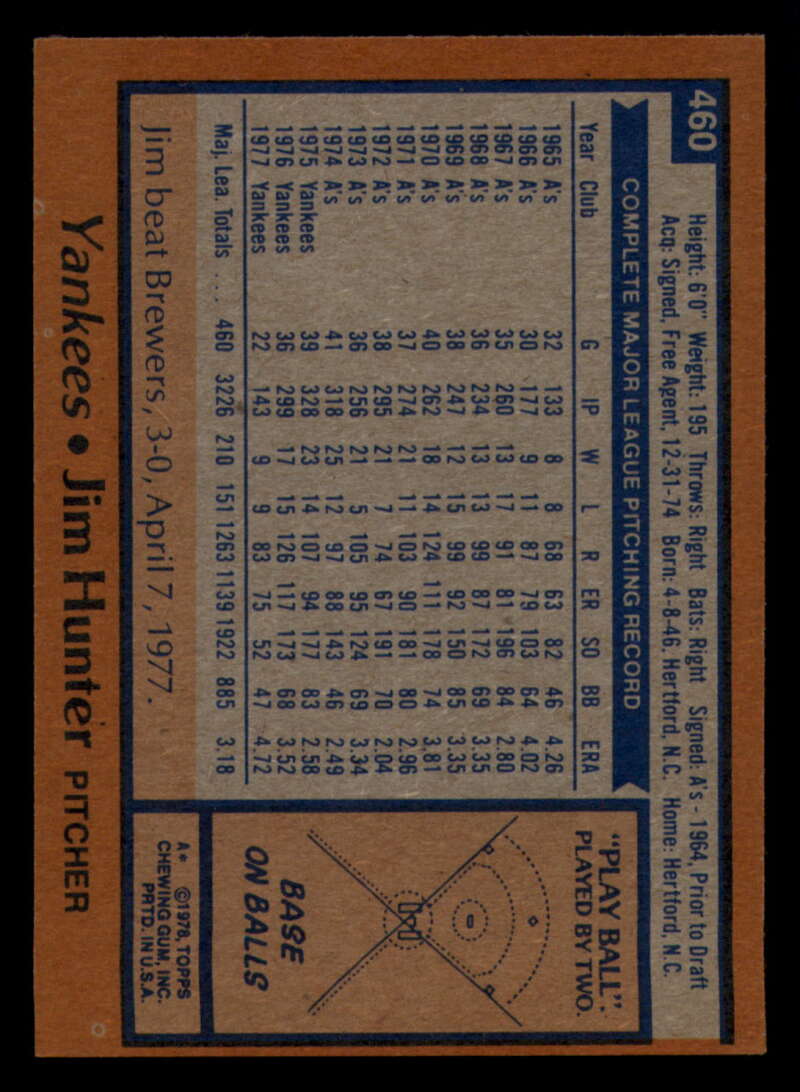 460
Height: 6'0" Weight: 195 Throws: Right Bats: Right Signed: A's - 1964, Prior to Draft
Acq: Signed, Free Agent, 12-31-74 Born: 4-8-46, Hertford, N.C. Home: Hertford, N.C.
COMPLETE MAJOR LEAGUE PITCHING RECORD
Year Club G IP W L R ER SO BB ERA
1965 A's 32 133 8 8 68 63 82 46 4.26
1966 A's 30 177 9 11 87 79 103 64 4.02
1967 A's 35 260 13 17 91 81 196 84 2.80
1968 A's 36 234 13 13 99 87 172 69 3.35
1969 A's 38 247 12 15 99 92 150 85 3.35
1970 A's 40 262 18 14 124 111 178 74 3.81
1971 A's 37 274 21 11 103 90 181 80 2.96
1972 A's 38 295 21 7 74 67 191 70 2.04
1973 A's 36 256 21 5 105 95 124 69 3.34
1974 A's 41 318 25 12 97 88 143 46 2.49
1975 Yankees 39 328 23 14 107 94 177 83 2.58
1976 Yankees 36 299 17 15 126 117 173 68 3.52
1977 Yankees 22 143 9 9 83 75 52 47 4.72
Maj. Lea. Totals ... 460 3226 210 151 1263 1139 1922 885 3.18
Jim beat Brewers, 3-0, April 7, 1977.
"PLAY BALL".
PLAYED BY TWO.
BASE
ON BALLS
A* ©1978, TOPPS
CHEWING GUM, INC.
PRTD. IN U.S.A.
Yankees • Jim Hunter PITCHER